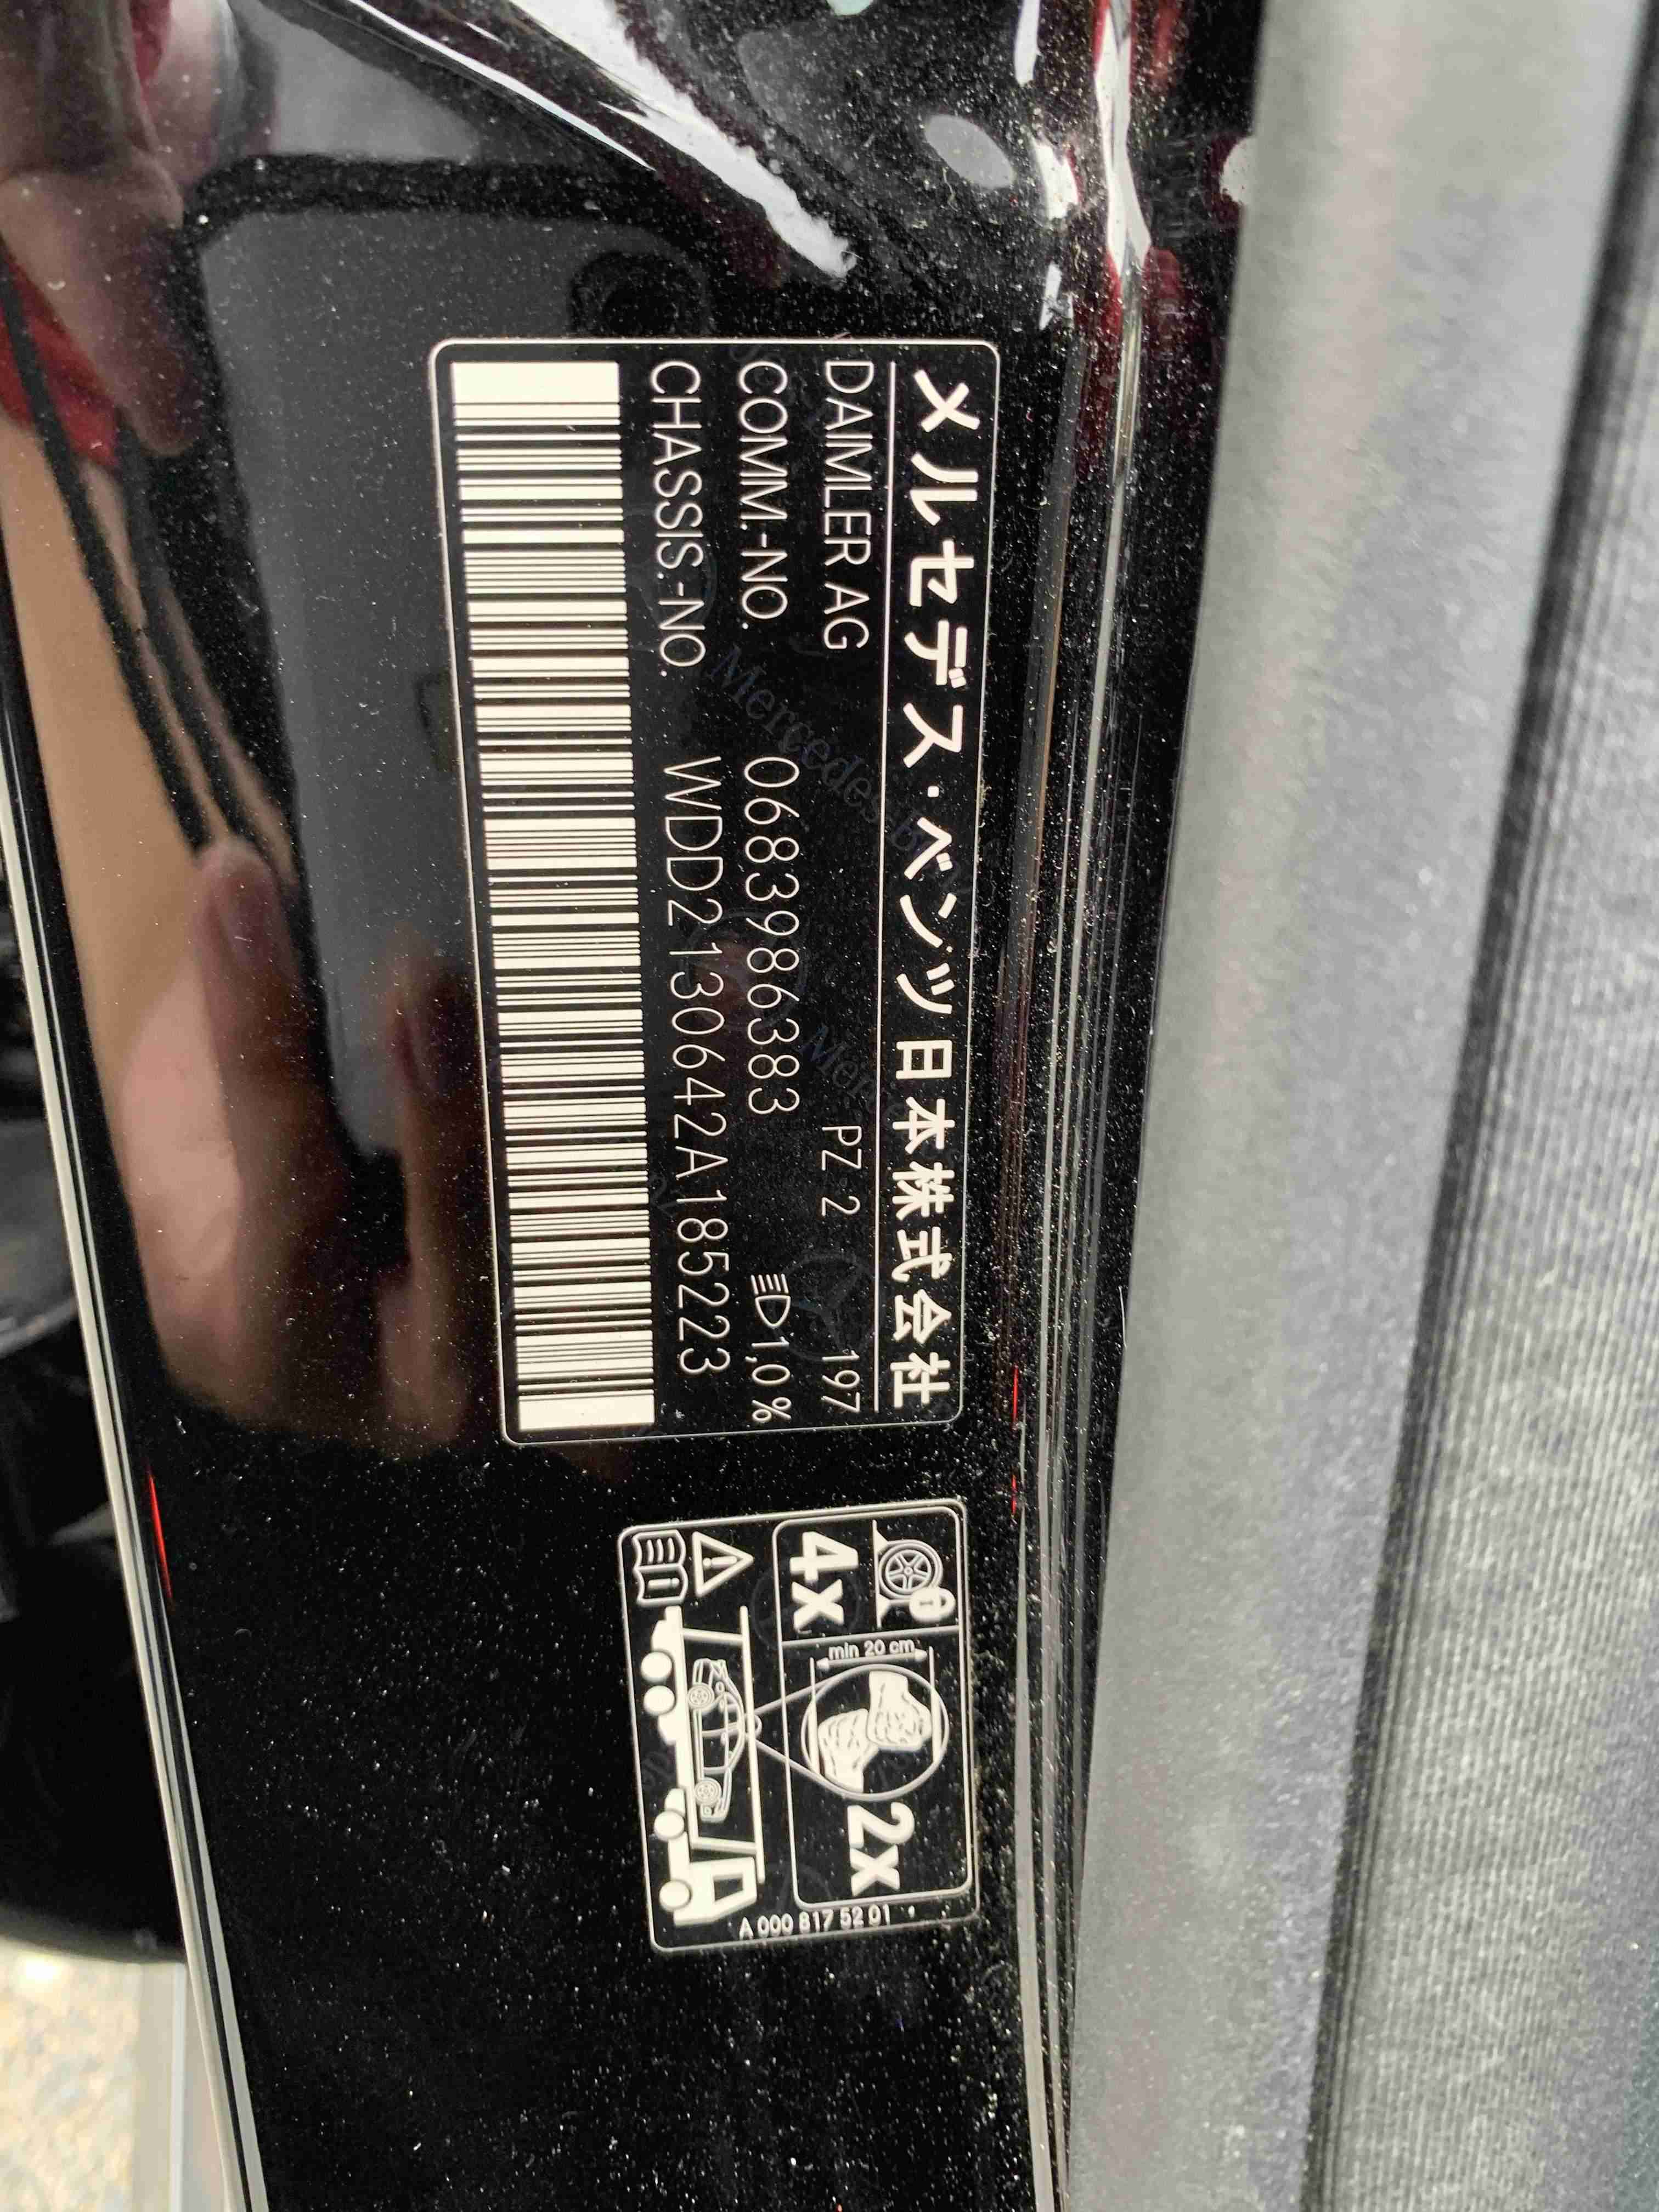 メルセデス・ベンツ日本株式会社
DAIMLER AG PZ 2 197
COMM.-NO. 0683986383 1,0%
CHASSIS.-NO. WDD2130642A185223
4x
min 20 cm
2x
A 000 817 52 01